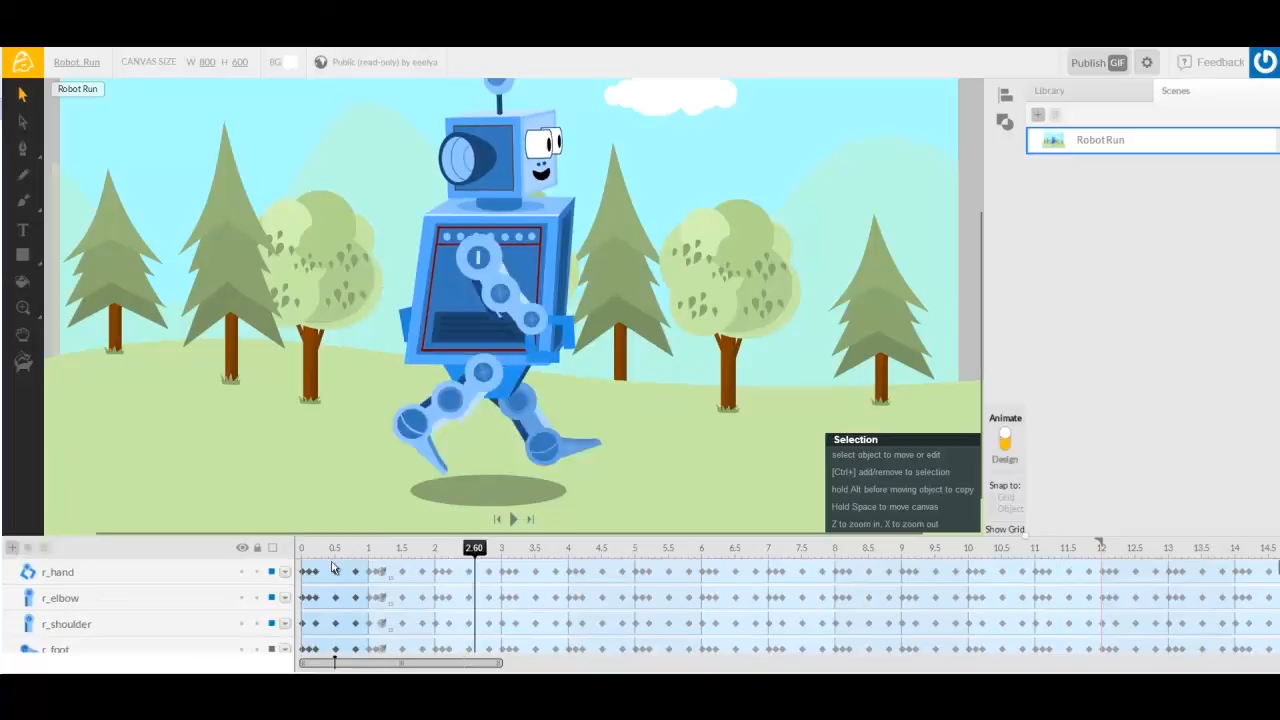 Robot_Run CANVAS SIZE W 800 H 600 BG Public (read-only) by eeelya Publish GIF Feedback
Robot Run
Library Scenes
RobotRun
T
Selection
select object to move or edit
[Ctrl+] add/remove to selection
hold Alt before moving object to copy
Hold Space to move canvas
Z to zoom in, X to zoom out
Animate
Design
Snap to:
Grid
Object
Show Grid
0 0.5 1 1.5 2 2.60 3 3.5 4 4.5 5 5.5 6 6.5 7 7.5 8 8.5 9 9.5 10 10.5 11 11.5 12 12.5 13 13.5 14 14.5
r_hand
r_elbow
r_shoulder
r_foot